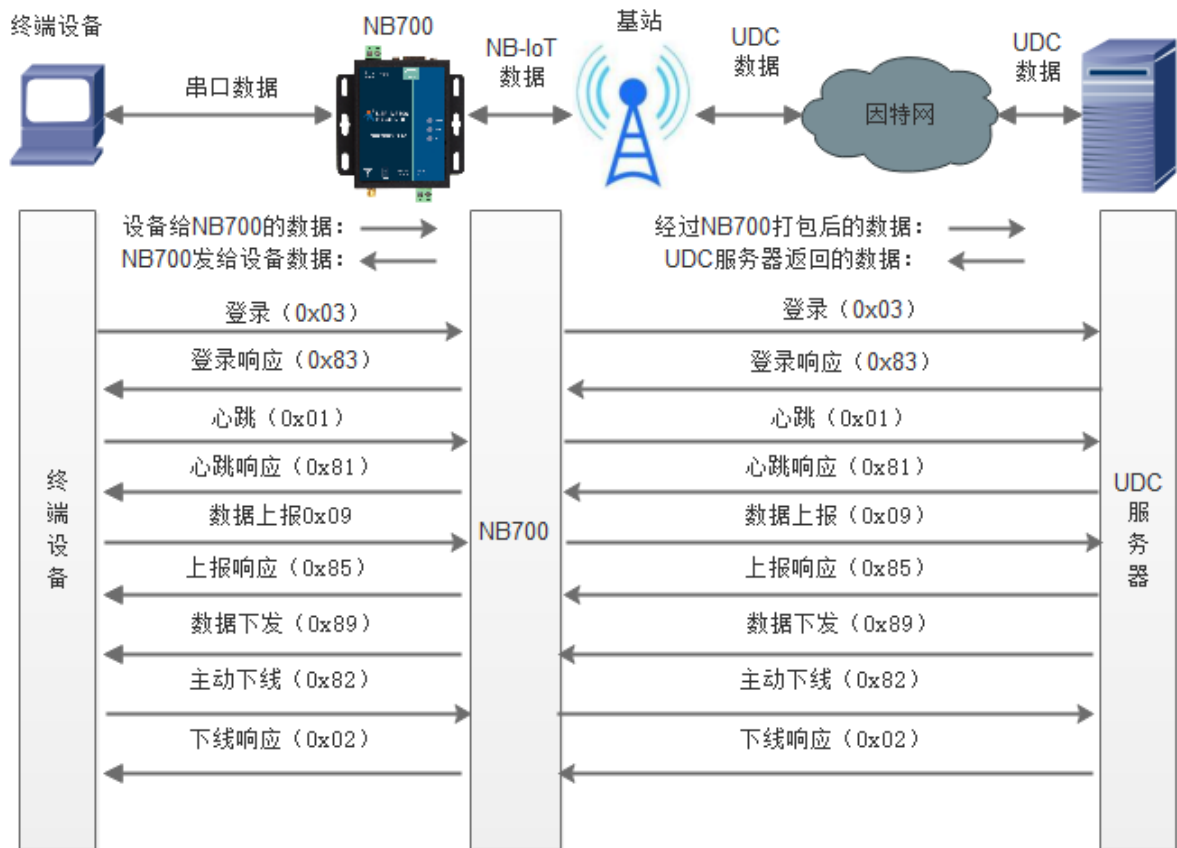 终端设备
NB700
基站
串口数据
NB-IoT
数据
UDC
数据
因特网
UDC
数据
设备给NB700的数据：
NB700发给设备数据：
经过NB700打包后的数据：
UDC服务器返回的数据：
登录（0x03）
登录（0x03）
登录响应（0x83）
登录响应（0x83）
心跳（0x01）
心跳（0x01）
心跳响应（0x81）
心跳响应（0x81）
数据上报0x09
数据上报（0x09）
上报响应（0x85）
上报响应（0x85）
数据下发（0x89）
数据下发（0x89）
主动下线（0x82）
主动下线（0x82）
下线响应（0x02）
下线响应（0x02）
终
端
设
备
NB700
UDC
服
务
器